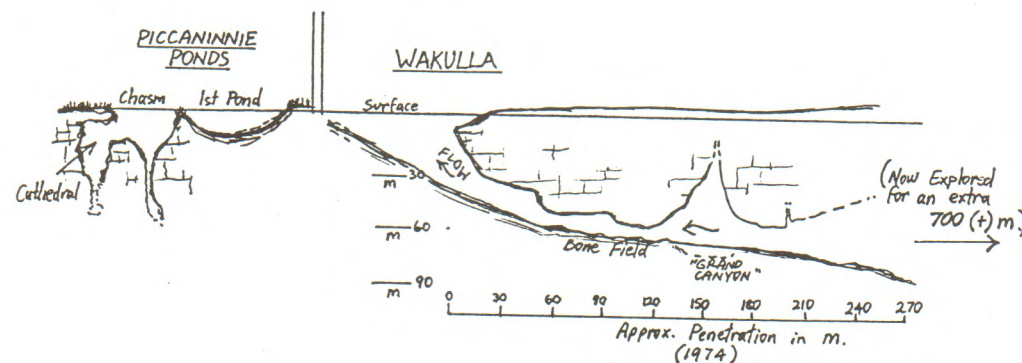 PICCANINNIE
PONDS
WAKULLA
Chasm
1st Pond
Surface
Cathedral
FLOW
30
m
60
m
90
m
Bone Field
"GRAND
CANYON"
(Now Explored
for an extra
700 (+) m)
0 30 60 90 120 150 180 210 240 270
Approx. Penetration in m.
(1974)